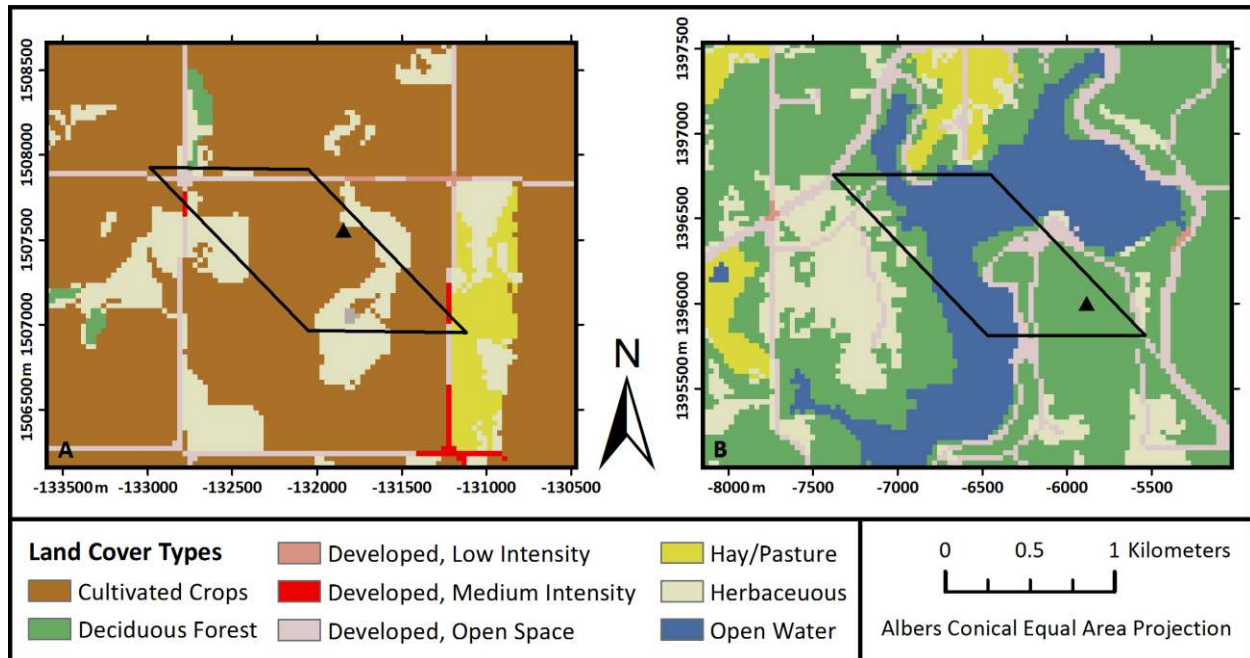 1508500
1508000
1507500
1507000
1506500 m
A
-133500 m -133000 -132500 -132000 -131500 -131000 -130500
N
1397500
1397000
1396500
1396000
1395500 m
B
-8000 m -7500 -7000 -6500 -6000 -5500
Land Cover Types
Cultivated Crops
Deciduous Forest
Developed, Low Intensity
Developed, Medium Intensity
Developed, Open Space
Hay/Pasture
Herbaceuous
Open Water
0 0.5 1 Kilometers
Albers Conical Equal Area Projection